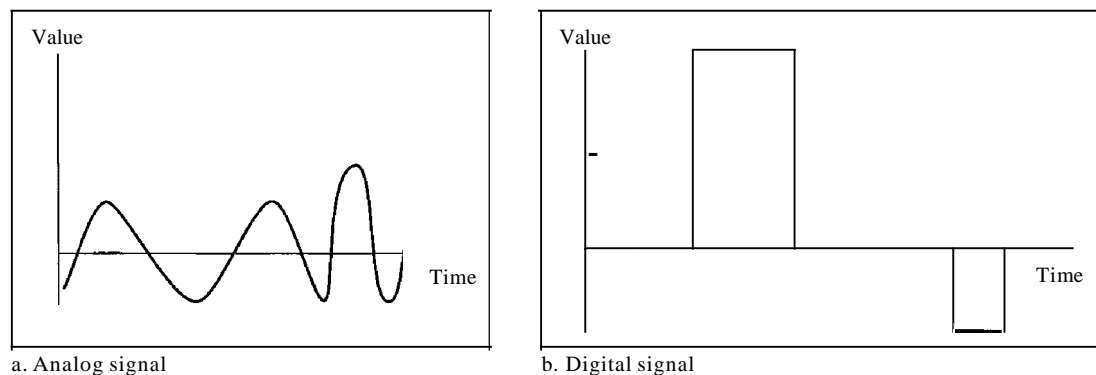 Value
Time
a. Analog signal
Value
Time
b. Digital signal